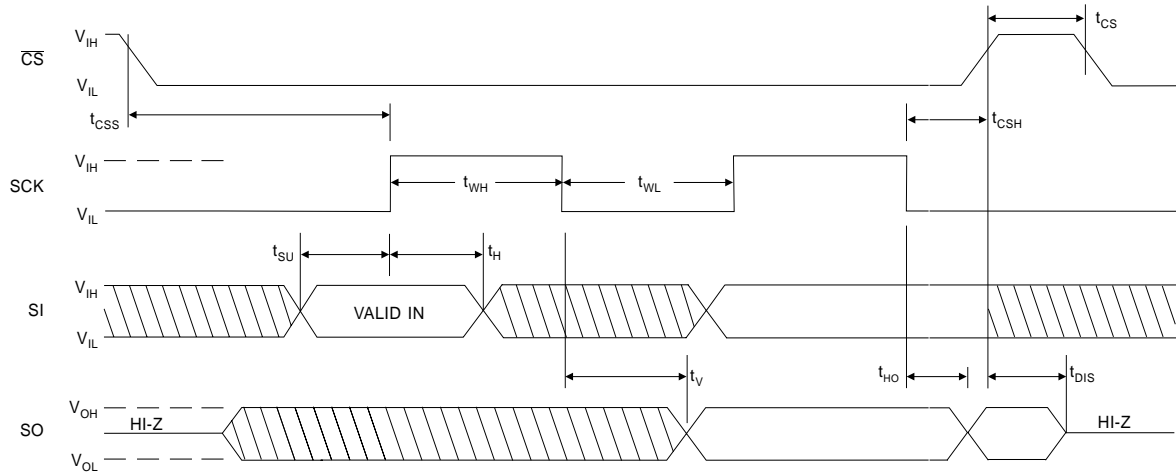 V_IH
t_CS
C̅S̅
V_IL
t_CSS
t_CSH
V_IH
SCK
t_WH
t_WL
V_IL
t_SU
t_H
V_IH
SI
VALID IN
V_IL
t_V
t_HO
t_DIS
V_OH
SO
HI-Z
HI-Z
V_OL